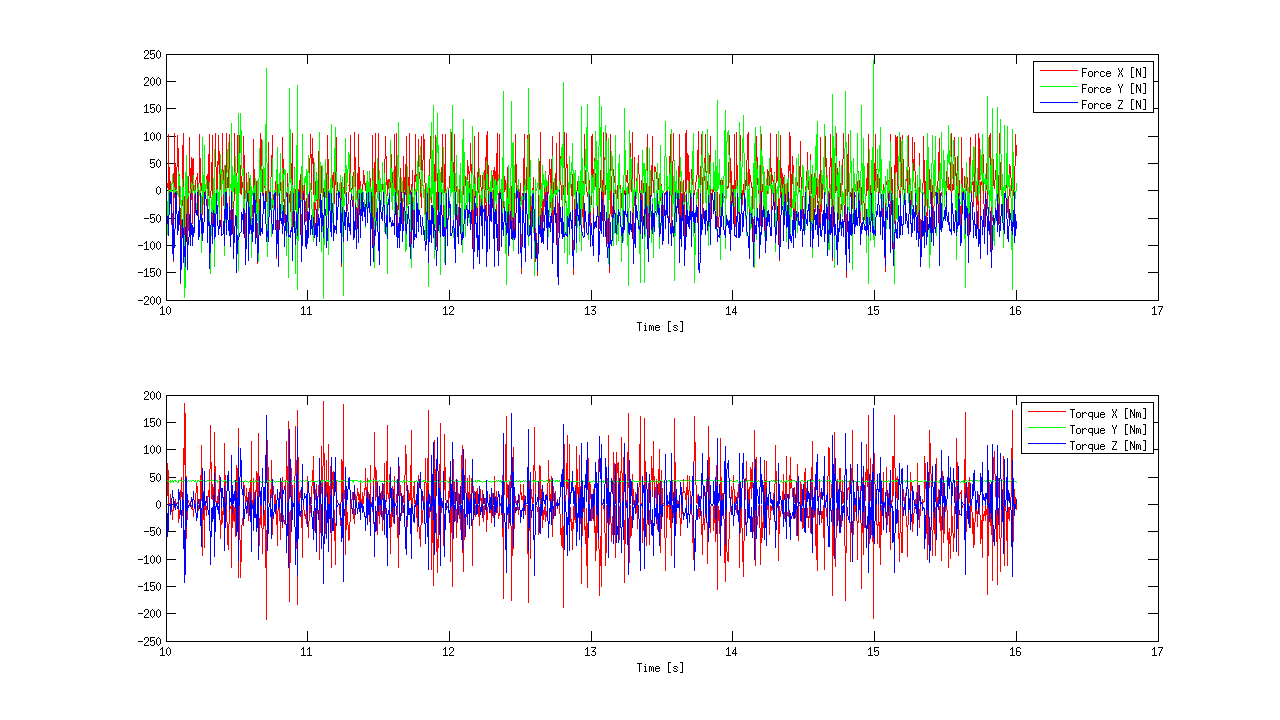 250
200
150
100
50
0
-50
-100
-150
-200
10 11 12 13 14 15 16 17
Time [s]
Force X [N]
Force Y [N]
Force Z [N]
200
150
100
50
0
-50
-100
-150
-200
-250
10 11 12 13 14 15 16 17
Time [s]
Torque X [Nm]
Torque Y [Nm]
Torque Z [Nm]